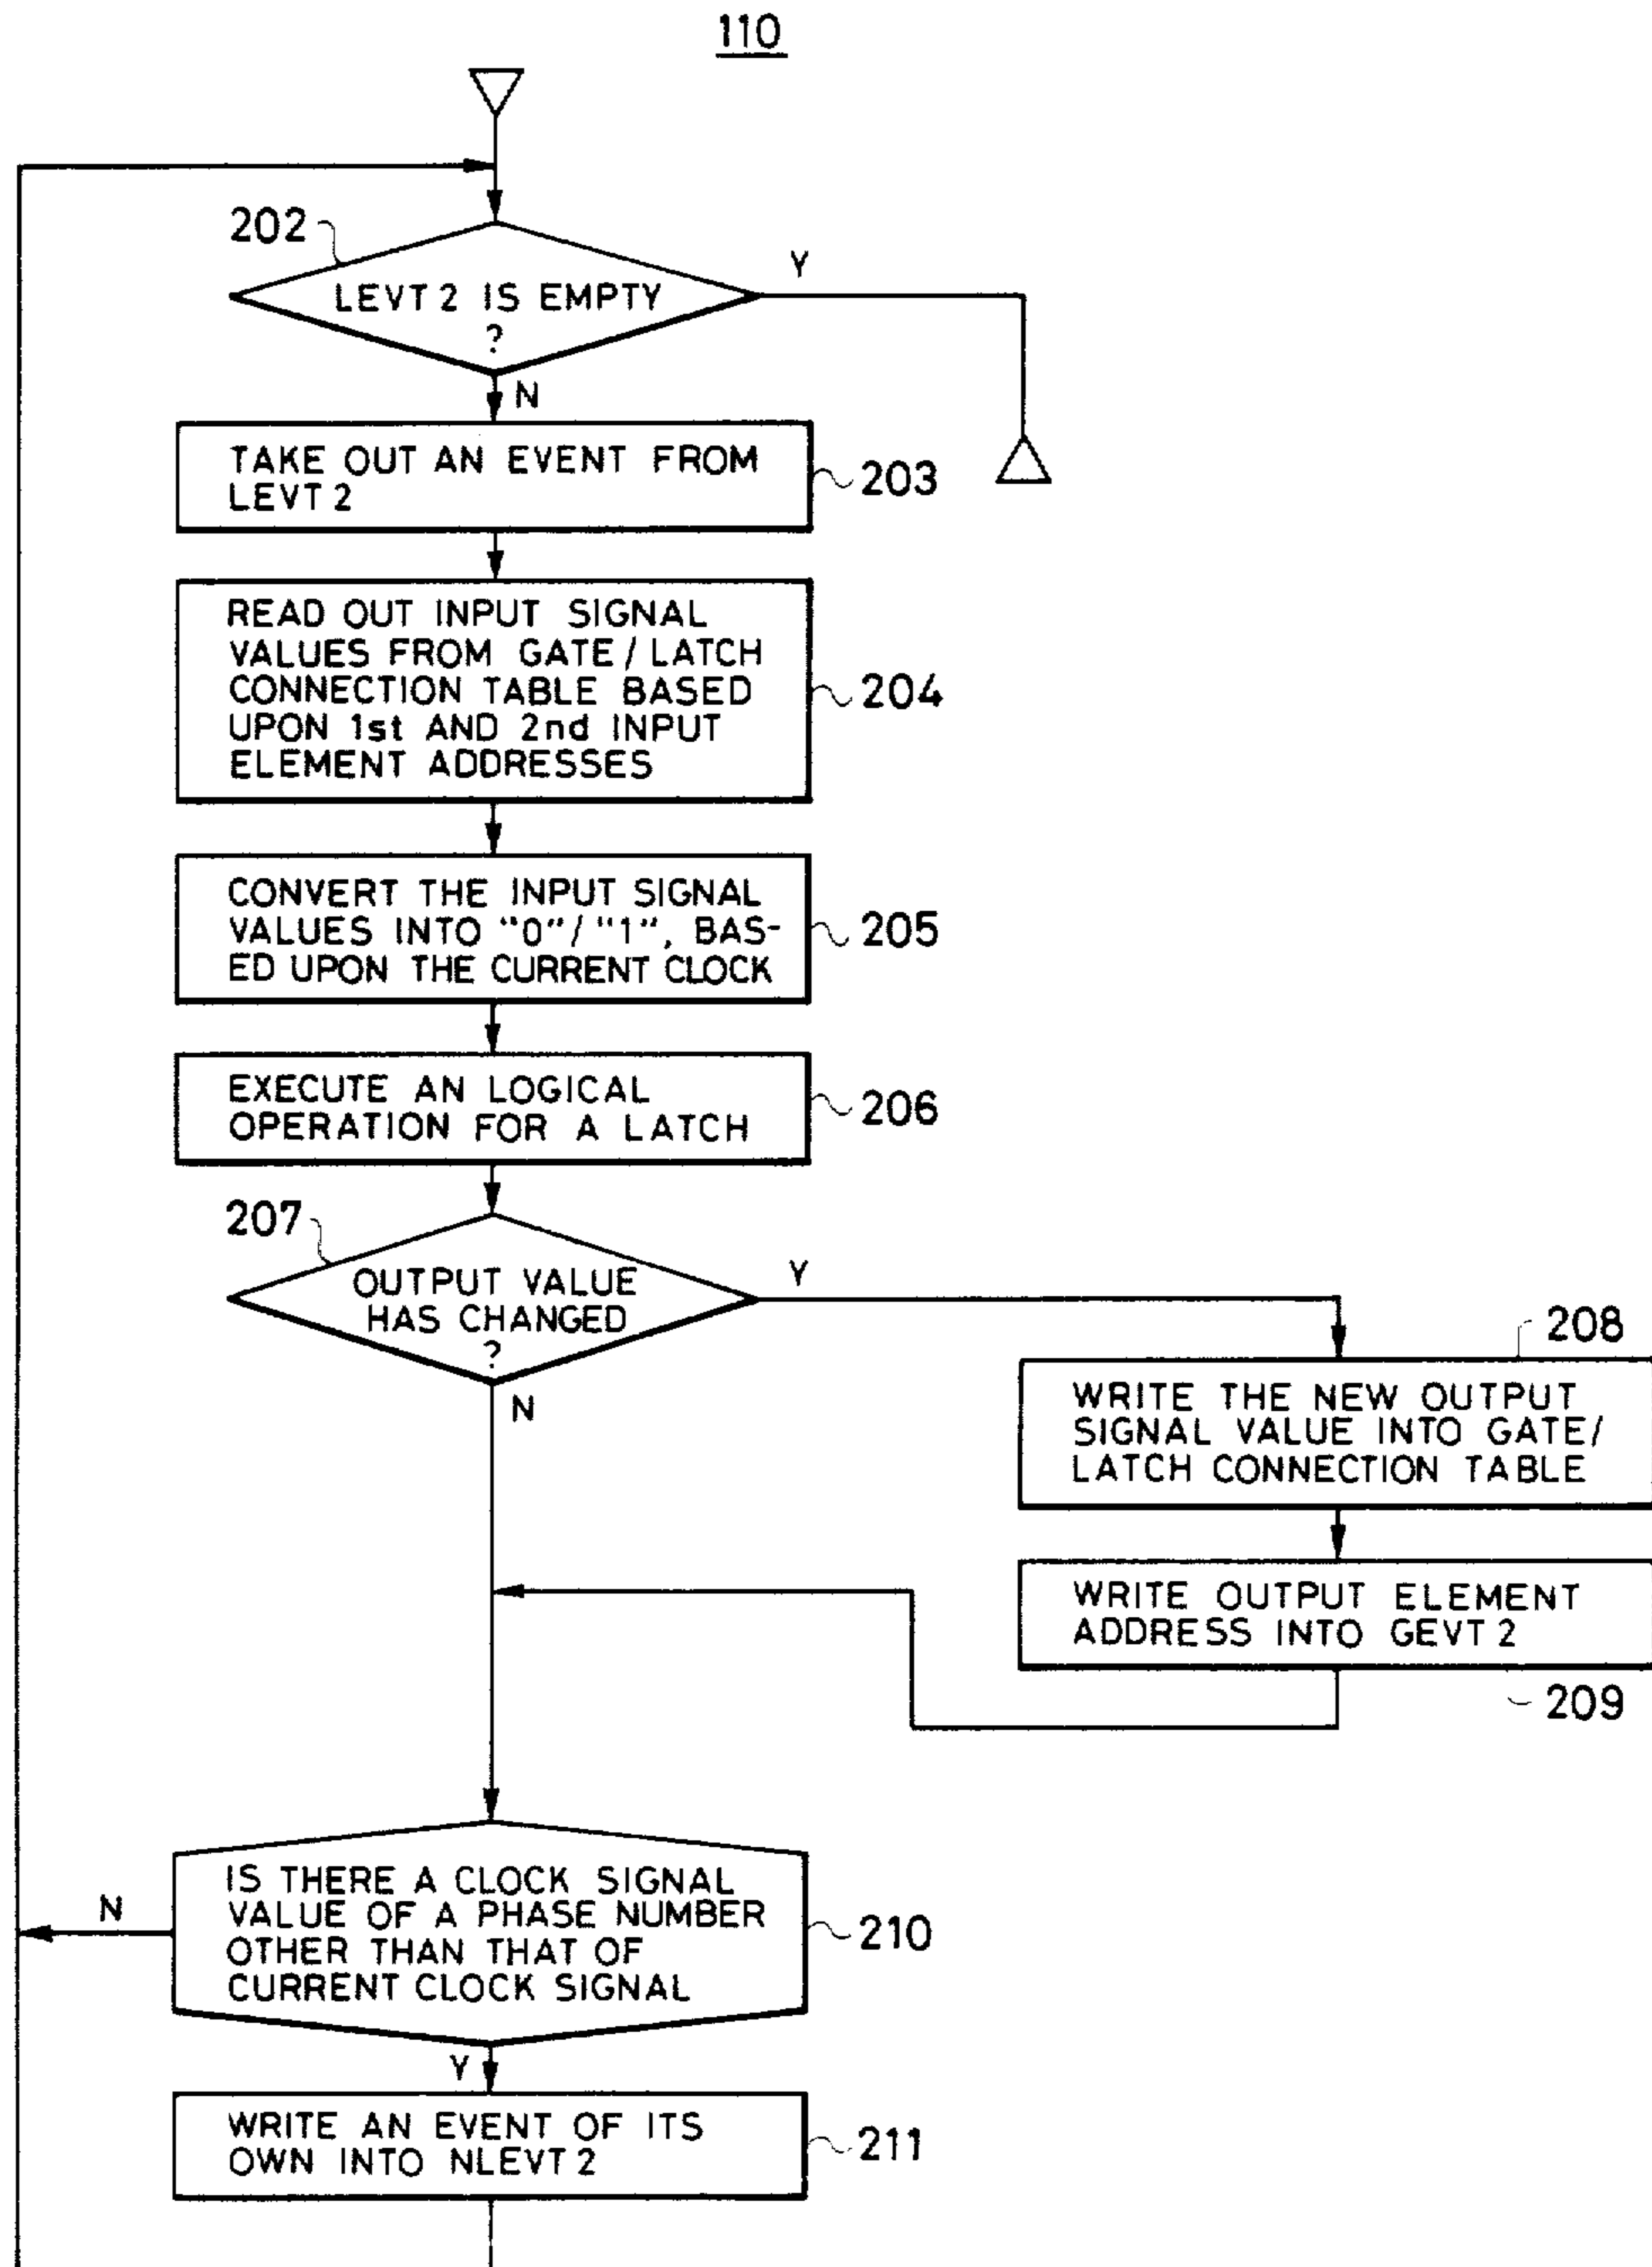 110
202
LEVT 2 IS EMPTY
?
Y
N
TAKE OUT AN EVENT FROM
LEVT 2
203
READ OUT INPUT SIGNAL
VALUES FROM GATE / LATCH
CONNECTION TABLE BASED
UPON 1st AND 2nd INPUT
ELEMENT ADDRESSES
204
CONVERT THE INPUT SIGNAL
VALUES INTO "0"/ "1", BAS-
ED UPON THE CURRENT CLOCK
205
EXECUTE AN LOGICAL
OPERATION FOR A LATCH
206
207
OUTPUT VALUE
HAS CHANGED
?
Y
N
208
WRITE THE NEW OUTPUT
SIGNAL VALUE INTO GATE/
LATCH CONNECTION TABLE
WRITE OUTPUT ELEMENT
ADDRESS INTO GEVT 2
209
IS THERE A CLOCK SIGNAL
VALUE OF A PHASE NUMBER
OTHER THAN THAT OF
CURRENT CLOCK SIGNAL
210
N
Y
WRITE AN EVENT OF ITS
OWN INTO NLEVT 2
211